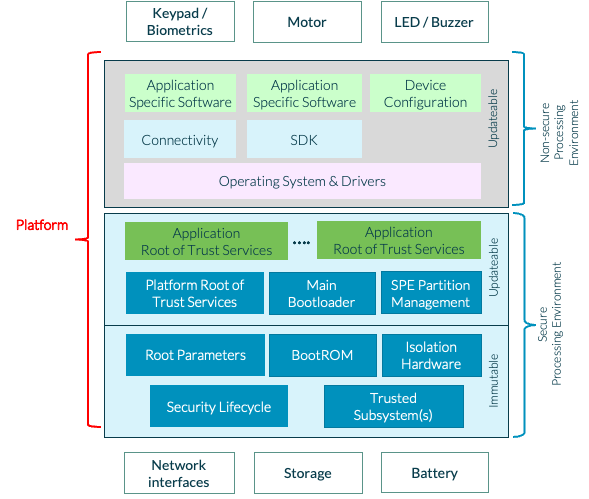 Keypad /
Biometrics
Motor
LED / Buzzer
Application
Specific Software
Application
Specific Software
Device
Configuration
Updateable
Connectivity
SDK
Operating System & Drivers
Non-secure
Processing
Environment
Platform
Application
Root of Trust Services
....
Application
Root of Trust Services
Updateable
Platform Root of
Trust Services
Main
Bootloader
SPE Partition
Management
Secure
Processing Environment
Root Parameters
BootROM
Isolation
Hardware
Immutable
Security Lifecycle
Trusted
Subsystem(s)
Network
interfaces
Storage
Battery